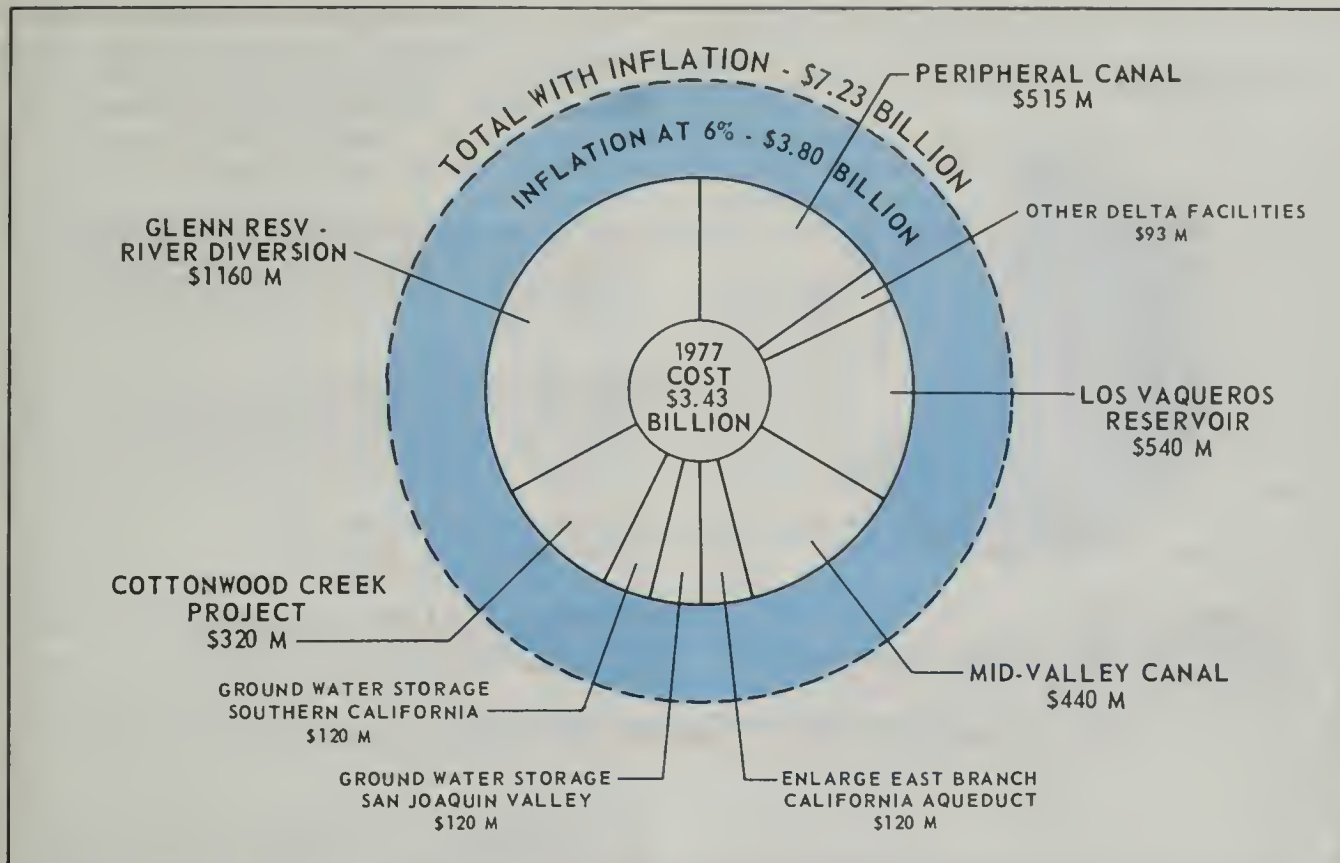 TOTAL WITH INFLATION - $7.23 BILLION
INFLATION AT 6% - $3.80 BILLION
PERIPHERAL CANAL
$515 M
OTHER DELTA FACILITIES
$93 M
LOS VAQUEROS
RESERVOIR
$540 M
MID-VALLEY CANAL
$440 M
ENLARGE EAST BRANCH
CALIFORNIA AQUEDUCT
$120 M
GROUND WATER STORAGE
SAN JOAQUIN VALLEY
$120 M
GROUND WATER STORAGE
SOUTHERN CALIFORNIA
$120 M
COTTONWOOD CREEK
PROJECT
$320 M
GLENN RESV -
RIVER DIVERSION
$1160 M
1977
COST
$3.43
BILLION